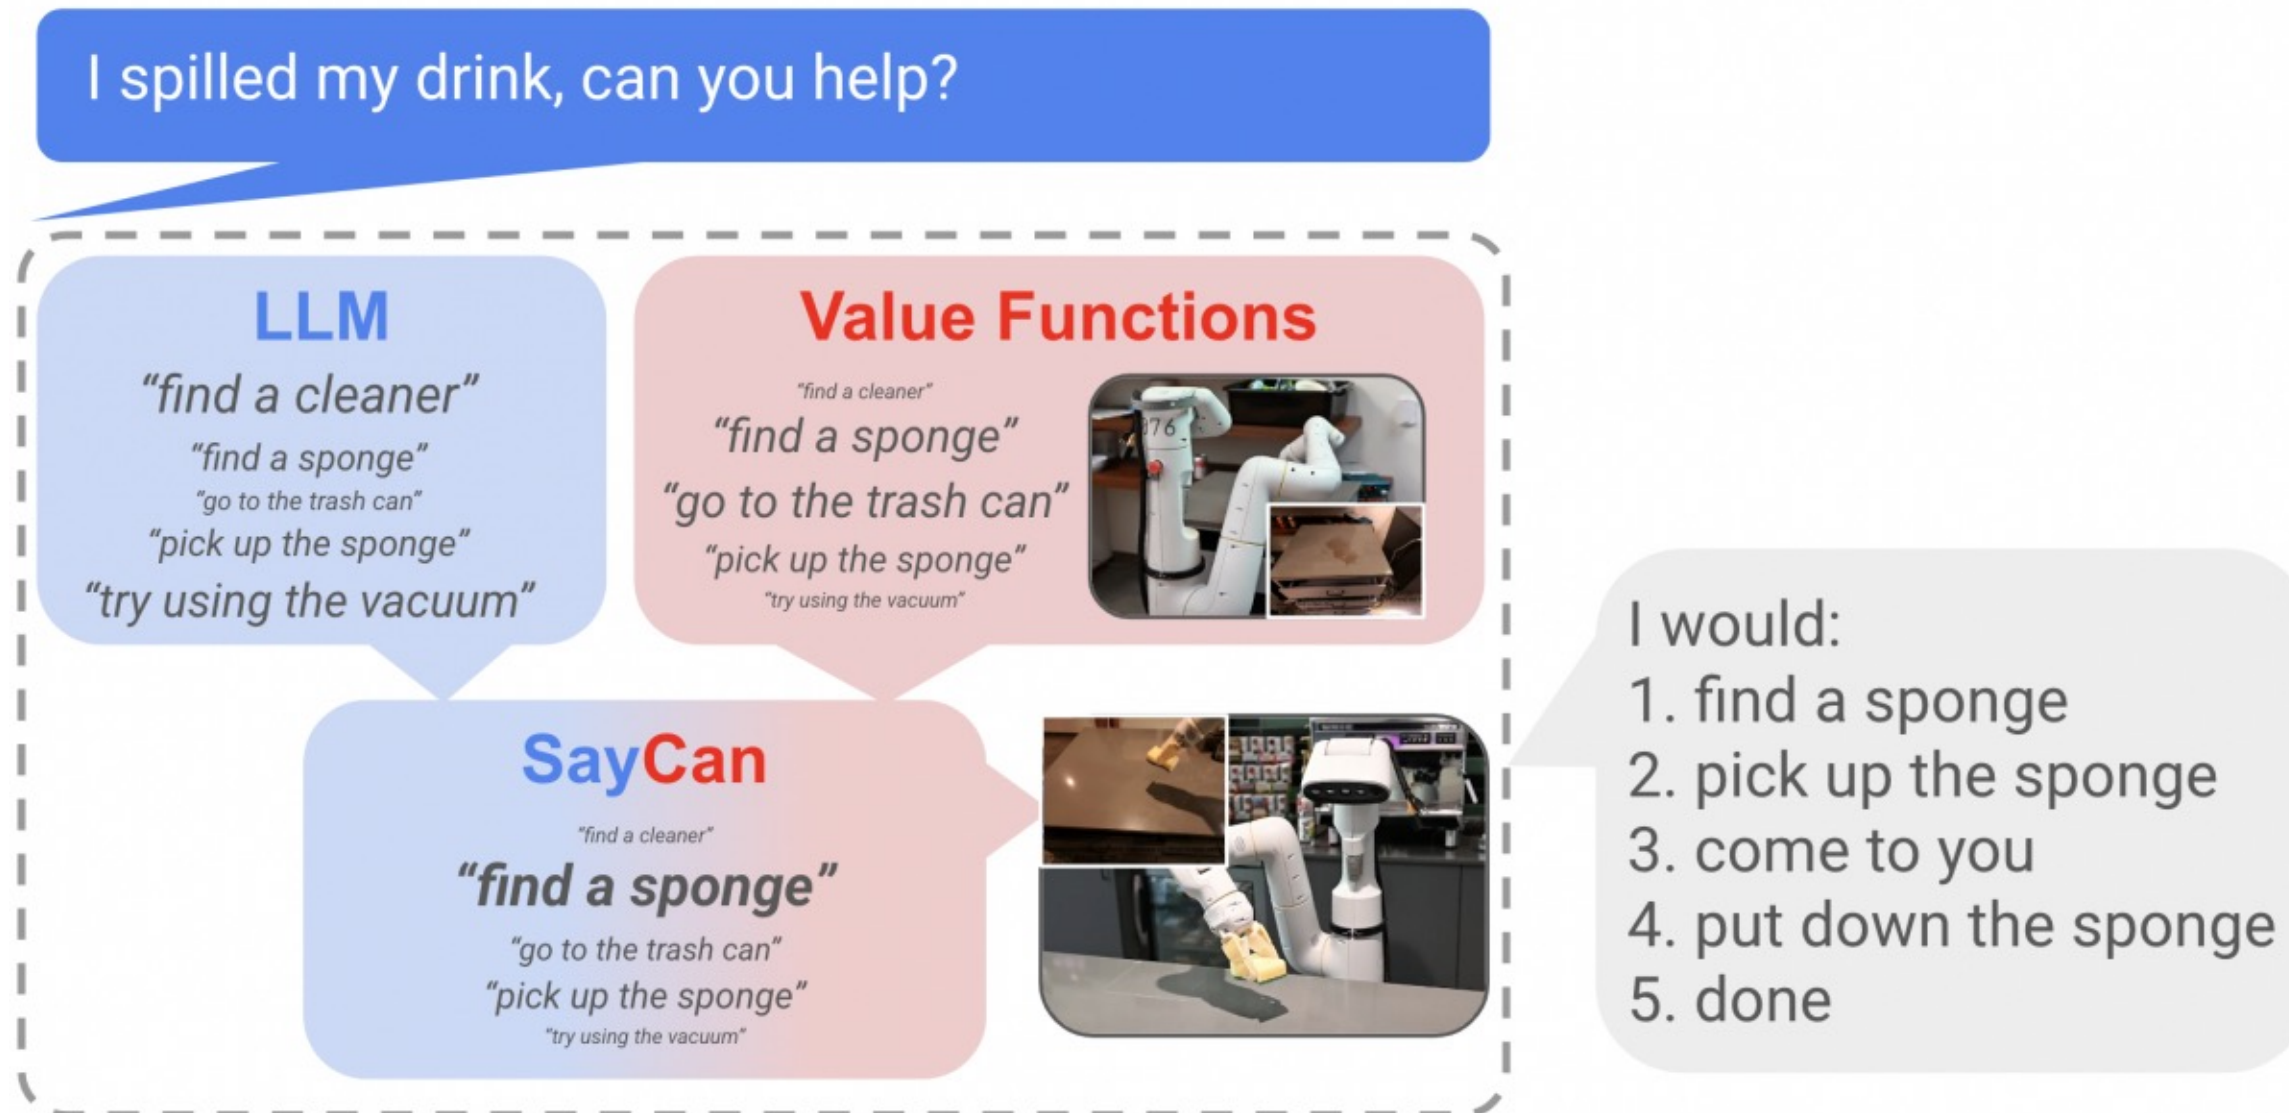 I spilled my drink, can you help?
LLM
“find a cleaner”
“find a sponge”
“go to the trash can”
“pick up the sponge”
“try using the vacuum”
Value Functions
“find a cleaner”
“find a sponge”
“go to the trash can”
“pick up the sponge”
“try using the vacuum”
376
SayCan
“find a cleaner”
“find a sponge”
“go to the trash can”
“pick up the sponge”
“try using the vacuum”
I would:
1. find a sponge
2. pick up the sponge
3. come to you
4. put down the sponge
5. done